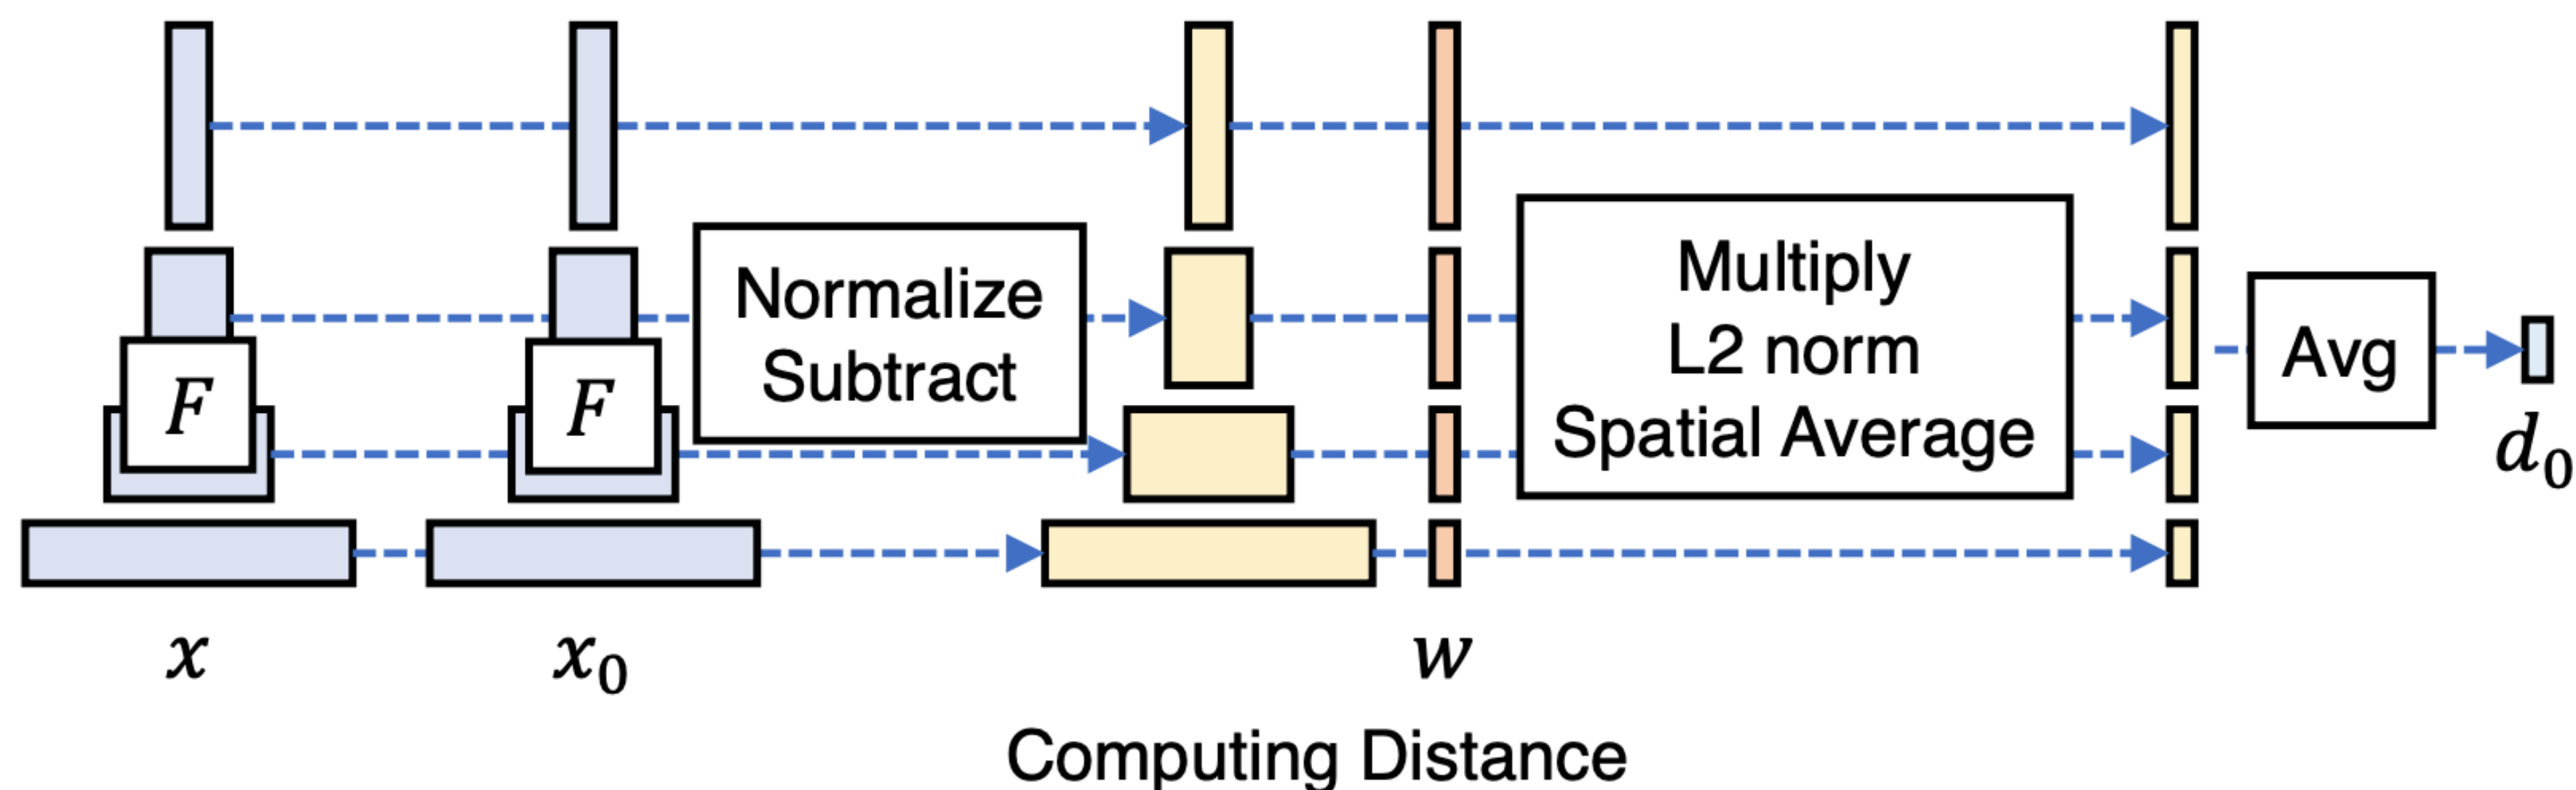 F
F
Normalize
Subtract
Multiply
L2 norm
Spatial Average
Avg
d₀
x
x₀
w
Computing Distance